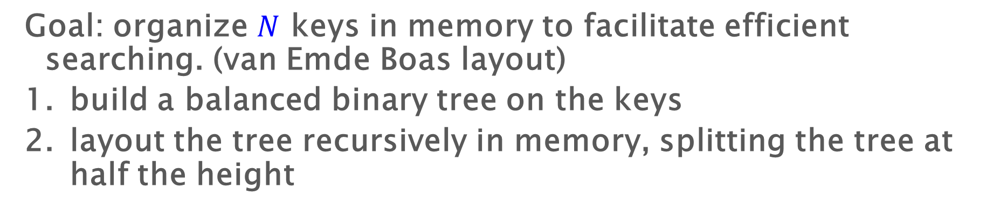 Goal: organize N keys in memory to facilitate efficient
searching. (van Emde Boas layout)
1. build a balanced binary tree on the keys
2. layout the tree recursively in memory, splitting the tree at
half the height